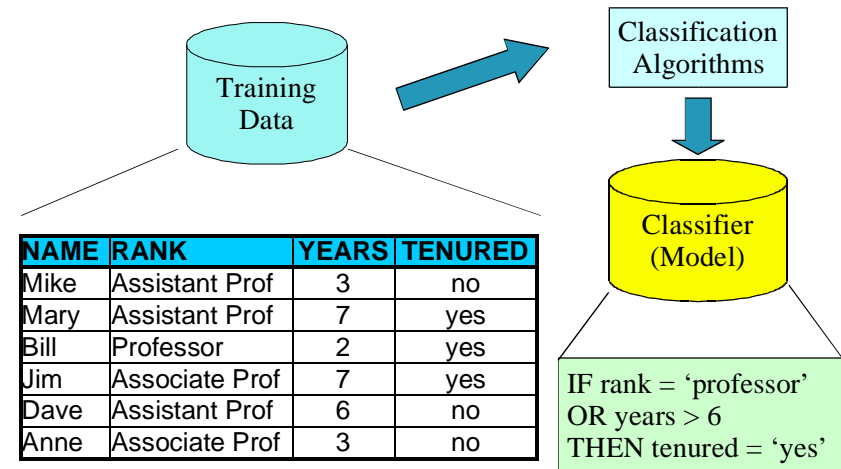 Training
Data
Classification
Algorithms
Classifier
(Model)
NAME RANK YEARS TENURED
Mike Assistant Prof 3 no
Mary Assistant Prof 7 yes
Bill Professor 2 yes
Jim Associate Prof 7 yes
Dave Assistant Prof 6 no
Anne Associate Prof 3 no
IF rank = ‘professor’
OR years > 6
THEN tenured = ‘yes’